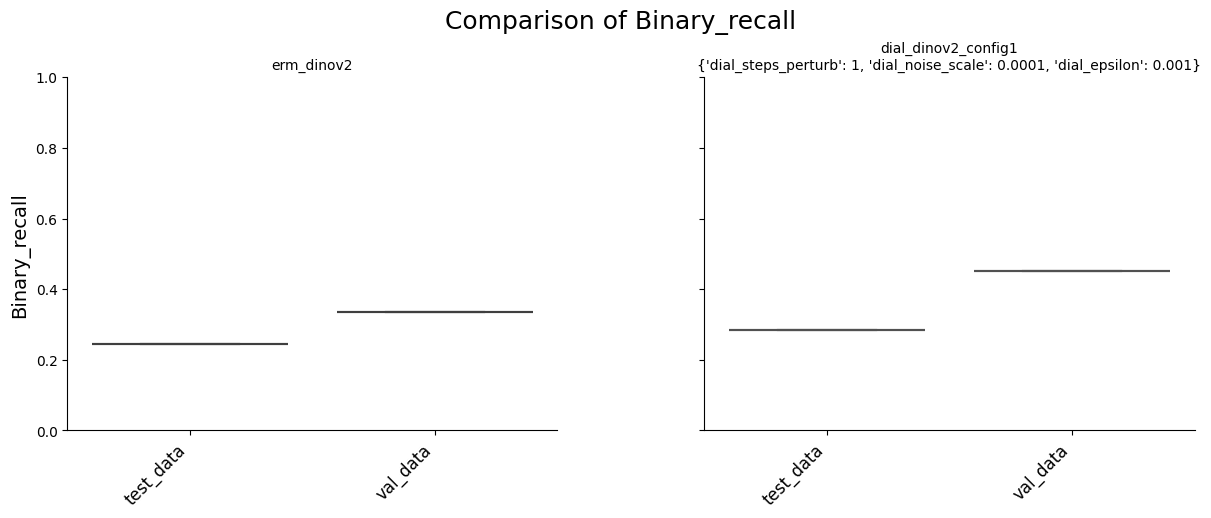 Comparison of Binary_recall
erm_dinov2
dial_dinov2_config1
{'dial_steps_perturb': 1, 'dial_noise_scale': 0.0001, 'dial_epsilon': 0.001}
Binary_recall
1.0
0.8
0.6
0.4
0.2
0.0
test_data
val_data
test_data
val_data